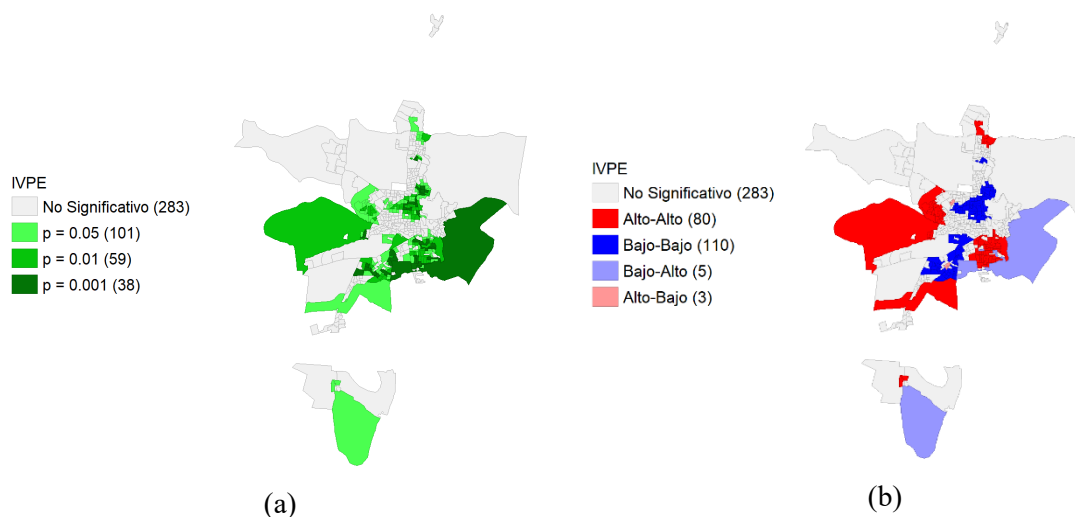 IVPE
No Significativo (283)
p = 0.05 (101)
p = 0.01 (59)
p = 0.001 (38)
(a)
IVPE
No Significativo (283)
Alto-Alto (80)
Bajo-Bajo (110)
Bajo-Alto (5)
Alto-Bajo (3)
(b)